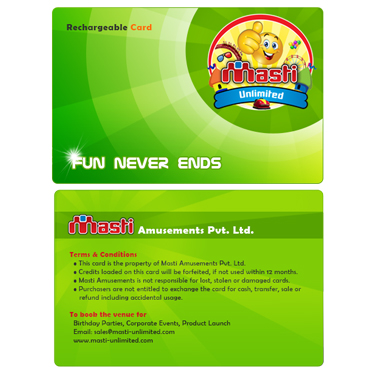 Rechargeable Card
Masti
Unlimited
FUN NEVER ENDS
Masti Amusements Pvt. Ltd.
Terms & Conditions
• This card is the property of Masti Amusements Pvt. Ltd.
• Credits loaded on this card will be forfeited, if not used within 12 months.
• Masti Amusements is not responsible for lost, stolen or damaged cards.
• Purchasers are not entitled to exchange the card for cash, transfer, sale or
refund including accidental usage.
To book the venue for
Birthday Parties, Corporate Events, Product Launch
Email: sales@masti-unlimited.com
www.masti-unlimited.com